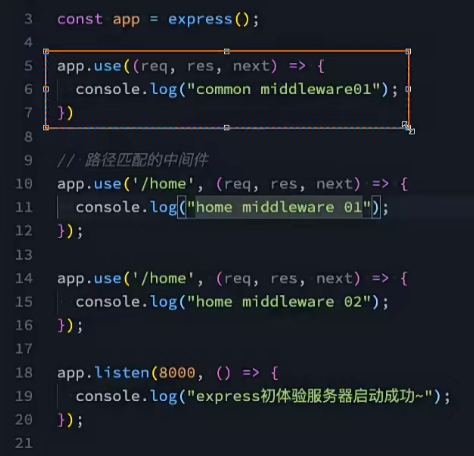 3 const app = express();
4
5 app.use((req, res, next) => {
6 console.log("common middleware01");
7 })
8
9 // 路径匹配的中间件
10 app.use('/home', (req, res, next) => {
11 console.log("home middleware 01");
12 });
13
14 app.use('/home', (req, res, next) => {
15 console.log("home middleware 02");
16 });
17
18 app.listen(8000, () => {
19 console.log("express初体验服务器启动成功~");
20 });
21